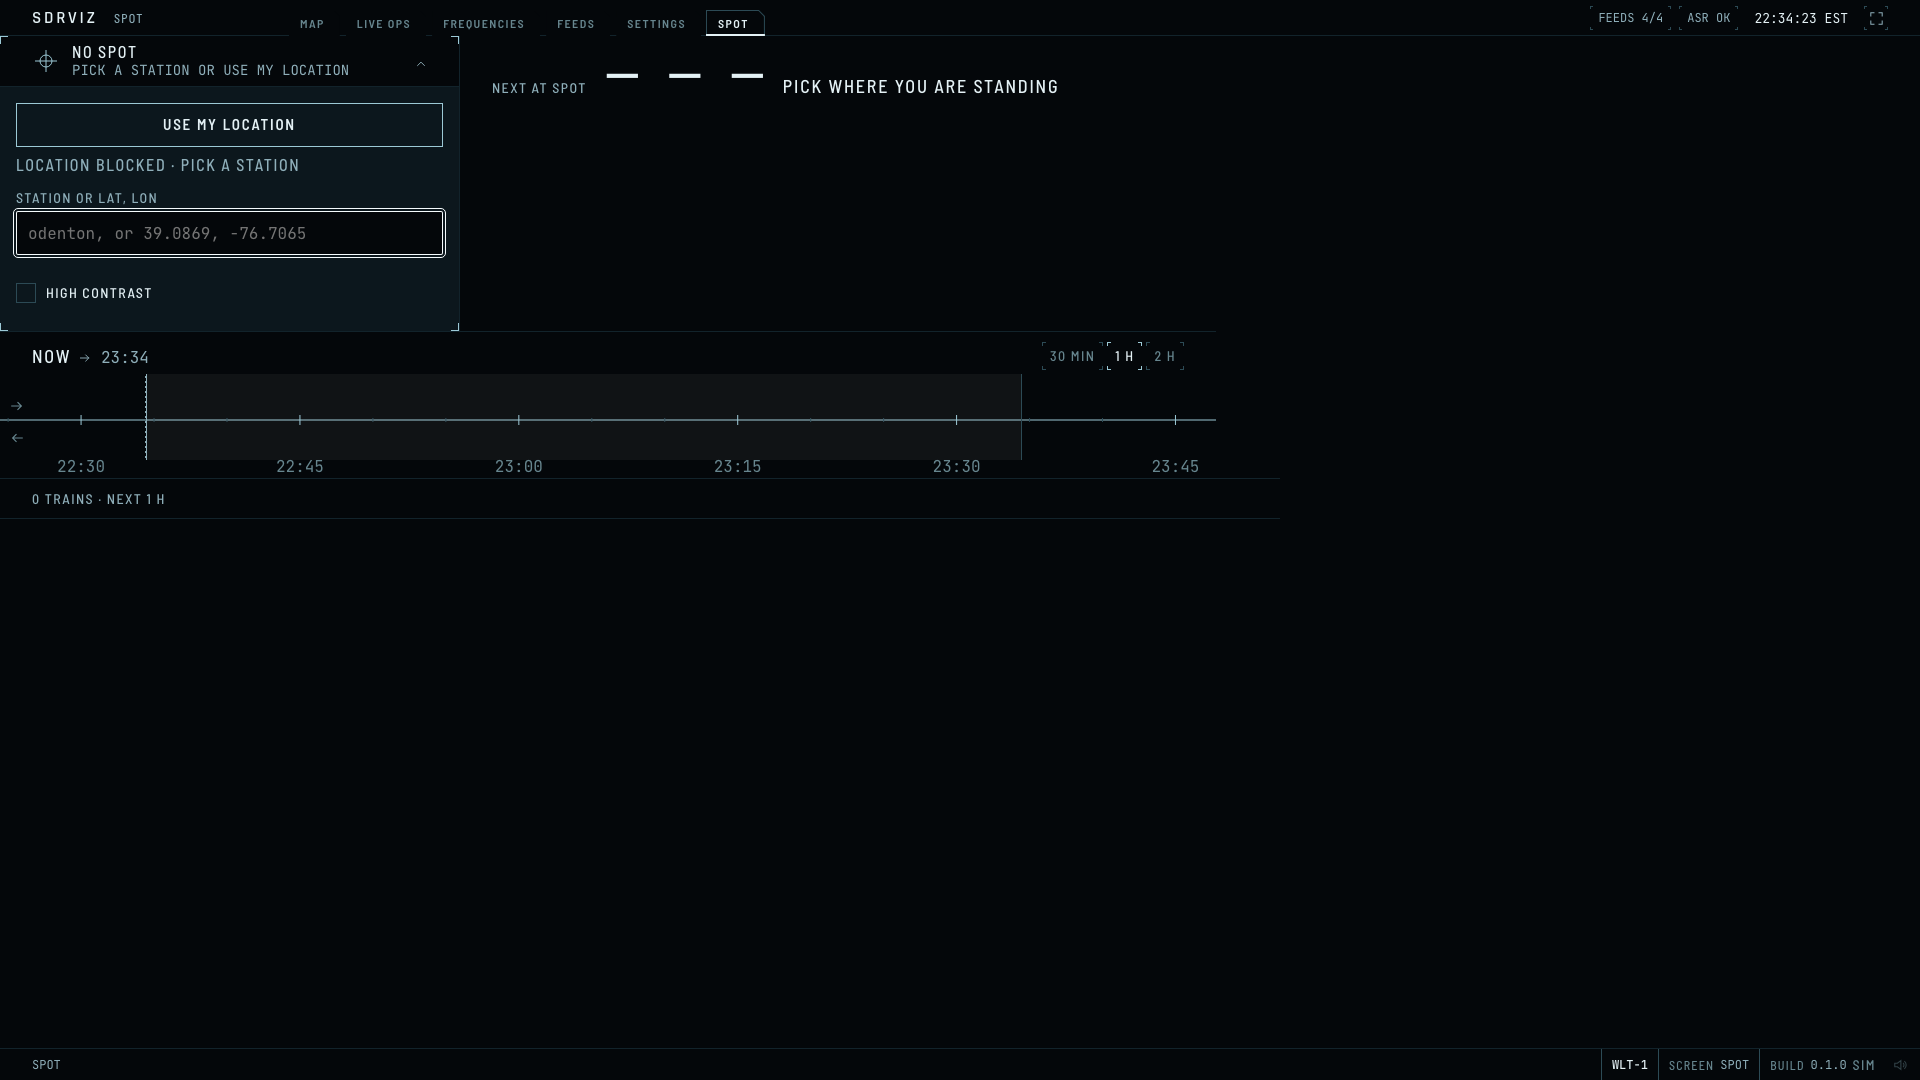 SDRVIZ SPOT MAP LIVE OPS FREQUENCIES FEEDS SETTINGS SPOT FEEDS 4/4 ASR OK 22:34:23 EST
NO SPOT
PICK A STATION OR USE MY LOCATION
NEXT AT SPOT — — — PICK WHERE YOU ARE STANDING
USE MY LOCATION
LOCATION BLOCKED · PICK A STATION
STATION OR LAT, LON
odenton, or 39.0869, -76.7065
HIGH CONTRAST
NOW → 23:34 30 MIN 1 H 2 H
→
←
22:30 22:45 23:00 23:15 23:30 23:45
0 TRAINS · NEXT 1 H
SPOT WLT-1 SCREEN SPOT BUILD 0.1.0 SIM